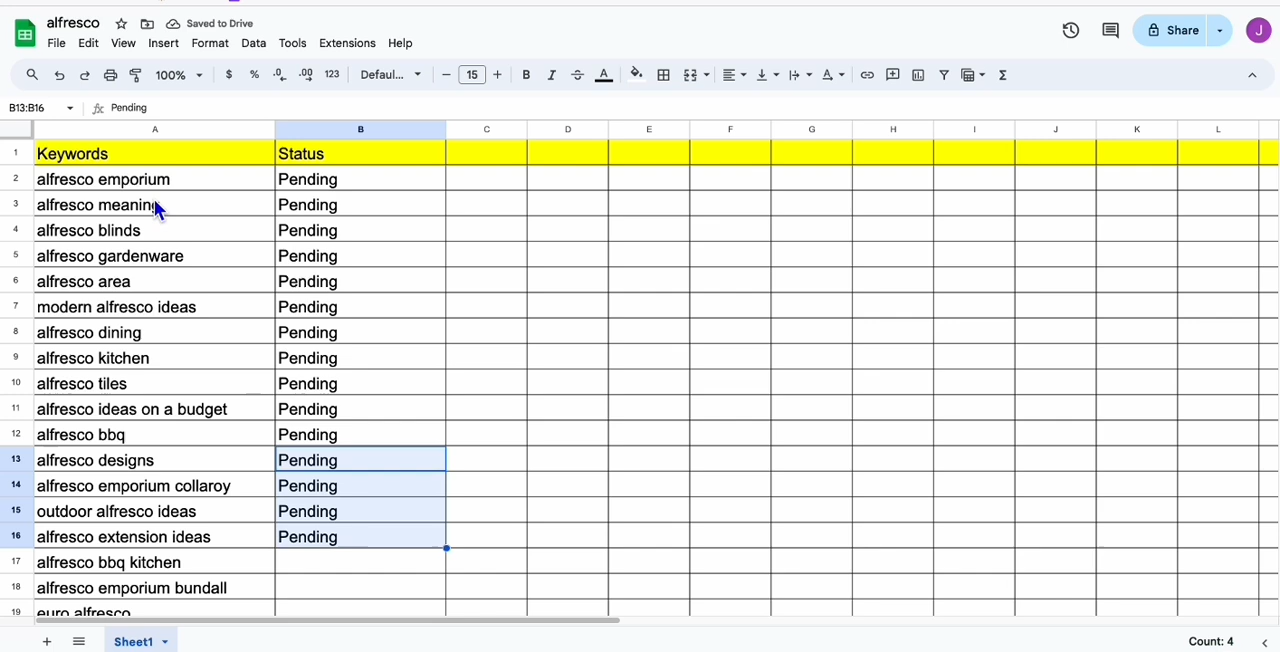 alfresco
Saved to Drive
File Edit View Insert Format Data Tools Extensions Help
Share
J
100% $ % .0 .00 123 Defaul... − 15 + B I S A Σ
B13:B16 fx Pending
A B C D E F G H I J K L
1 Keywords Status
2 alfresco emporium Pending
3 alfresco meaning Pending
4 alfresco blinds Pending
5 alfresco gardenware Pending
6 alfresco area Pending
7 modern alfresco ideas Pending
8 alfresco dining Pending
9 alfresco kitchen Pending
10 alfresco tiles Pending
11 alfresco ideas on a budget Pending
12 alfresco bbq Pending
13 alfresco designs Pending
14 alfresco emporium collaroy Pending
15 outdoor alfresco ideas Pending
16 alfresco extension ideas Pending
17 alfresco bbq kitchen
18 alfresco emporium bundall
19 euro alfresco
Sheet1
Count: 4